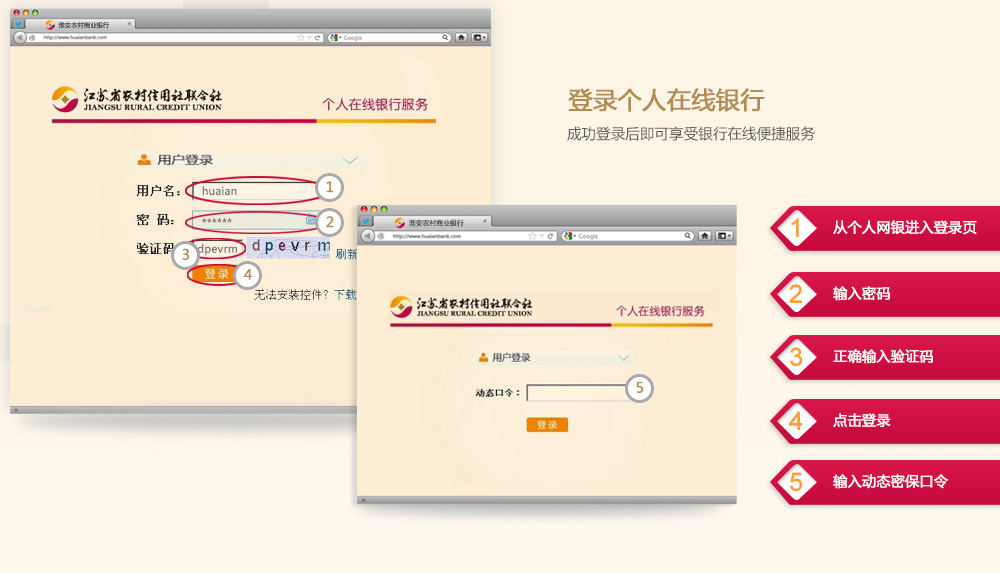 淮安农村商业银行
http://www.huaianbank.com
Google
江苏省农村信用社联合社
JIANGSU RURAL CREDIT UNION
个人在线银行服务
用户登录
用户名：
huaian
1
密 码：
******
2
验证码
3
dpevrm
dpevrm
刷新
登录
4
无法安装控件？下载
淮安农村商业银行
http://www.huaianbank.com
Google
江苏省农村信用社联合社
JIANGSU RURAL CREDIT UNION
个人在线银行服务
用户登录
动态口令：
5
登录
登录个人在线银行
成功登录后即可享受银行在线便捷服务
1 从个人网银进入登录页
2 输入密码
3 正确输入验证码
4 点击登录
5 输入动态密保口令